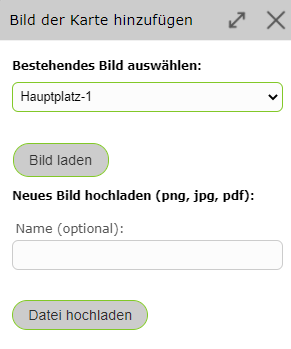 Bild der Karte hinzufügen
Bestehendes Bild auswählen:
Hauptplatz-1
Bild laden
Neues Bild hochladen (png, jpg, pdf):
Name (optional):
Datei hochladen